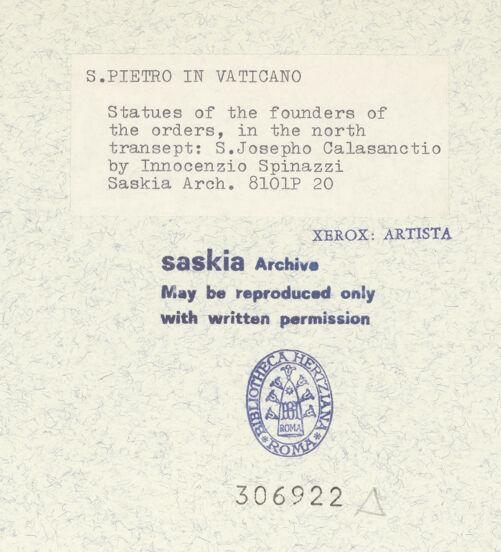 S.PIETRO IN VATICANO
Statues of the founders of
the orders, in the north
transept: S.Josepho Calasanctio
by Innocenzio Spinazzi
Saskia Arch. 8101P 20
XEROX: ARTISTA
saskia Archive
May be reproduced only
with written permission
BIBLIOTHECA HERTZIANA
BH
ROMA
* ROMA *
306922